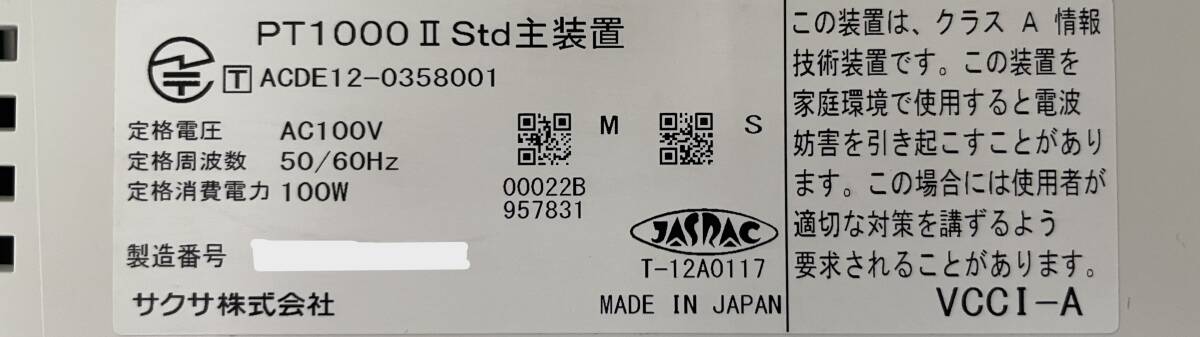 PT1000ⅡStd主装置
T ACDE12-0358001
定格電圧 AC100V
定格周波数 50/60Hz
定格消費電力 100W
M
S
00022B
957831
製造番号
サクサ株式会社
JASRAC
T-12A0117
MADE IN JAPAN
この装置は、クラス A 情報
技術装置です。この装置を
家庭環境で使用すると電波
妨害を引き起こすことがあり
ます。この場合には使用者が
適切な対策を講ずるよう
要求されることがあります。
VCCI-A